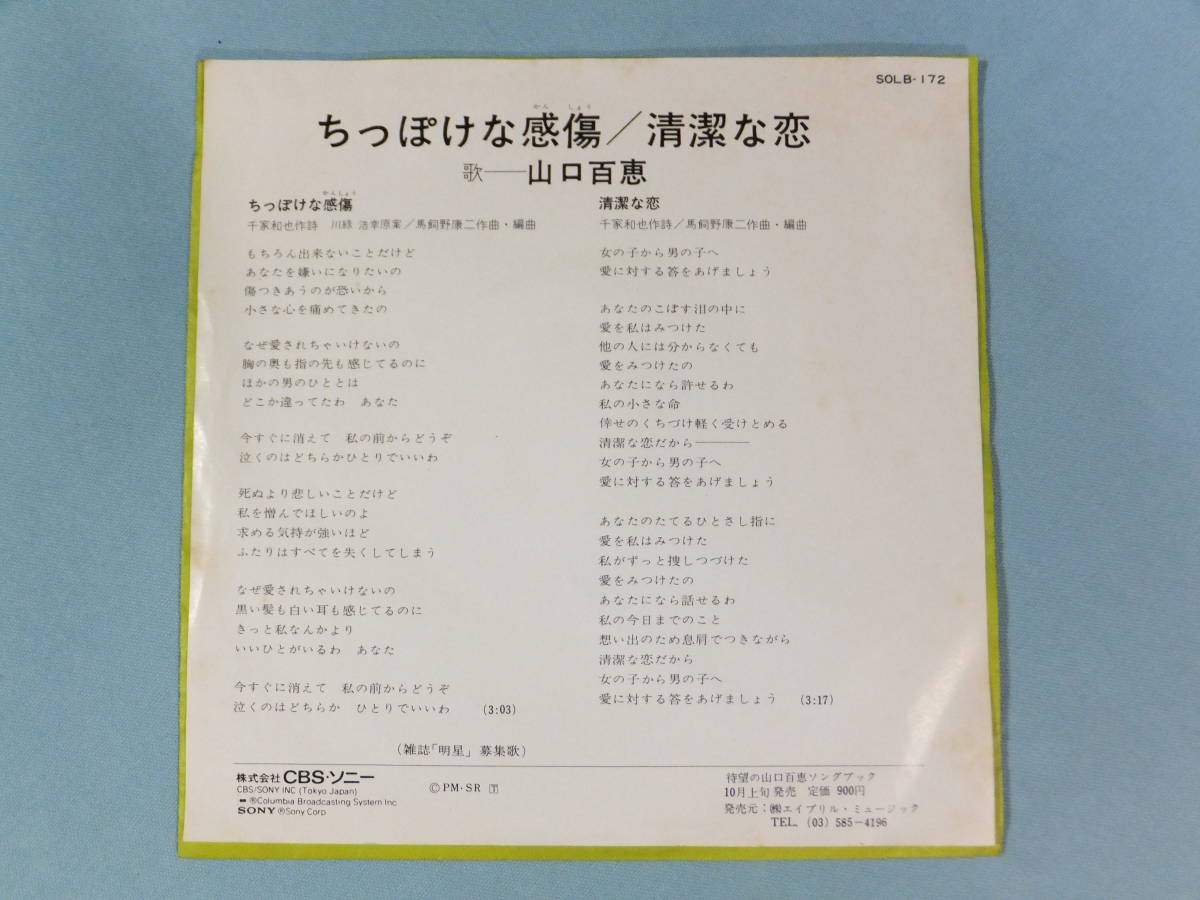 SOLB-172
かん しょう
ちっぽけな感傷/清潔な恋
歌――山口百恵
かんしょう
ちっぽけな感傷
千家和也作詩 川緑 浩幸原案/馬飼野康二作曲・編曲
もちろん出来ないことだけど
あなたを嫌いになりたいの
傷つきあうのが恐いから
小さな心を痛めてきたの
なぜ愛されちゃいけないの
胸の奥も指の先も感じてるのに
ほかの男のひととは
どこか違ってたわ あなた
今すぐに消えて 私の前からどうぞ
泣くのはどちらかひとりでいいわ
死ぬより悲しいことだけど
私を憎んでほしいのよ
求める気持が強いほど
ふたりはすべてを失くしてしまう
なぜ愛されちゃいけないの
黒い髪も白い耳も感じてるのに
きっと私なんかより
いいひとがいるわ あなた
今すぐに消えて 私の前からどうぞ
泣くのはどちらか ひとりでいいわ (3:03)
(雑誌「明星」募集歌)
清潔な恋
千家和也作詩/馬飼野康二作曲・編曲
女の子から男の子へ
愛に対する答をあげましょう
あなたのこぼす泪の中に
愛を私はみつけた
他の人には分からなくても
愛をみつけたの
あなたになら許せるわ
私の小さな命
倖せのくちづけ軽く受けとめる
清潔な恋だから――
女の子から男の子へ
愛に対する答をあげましょう
あなたのたてるひとさし指に
愛を私はみつけた
私がずっと捜しつづけた
愛をみつけたの
あなたになら話せるわ
私の今日までのこと
想い出のため息肩でつきながら
清潔な恋だから
女の子から男の子へ
愛に対する答をあげましょう (3:17)
株式会社 CBS・ソニー
CBS/SONY INC (Tokyo Japan)
®Columbia Broadcasting System Inc
SONY ®Sony Corp
©PM-SR
待望の山口百恵ソングブック
10月上旬発売 定価 900円
発売元:㈱エイプリル・ミュージック
TEL. (03) 585-4196